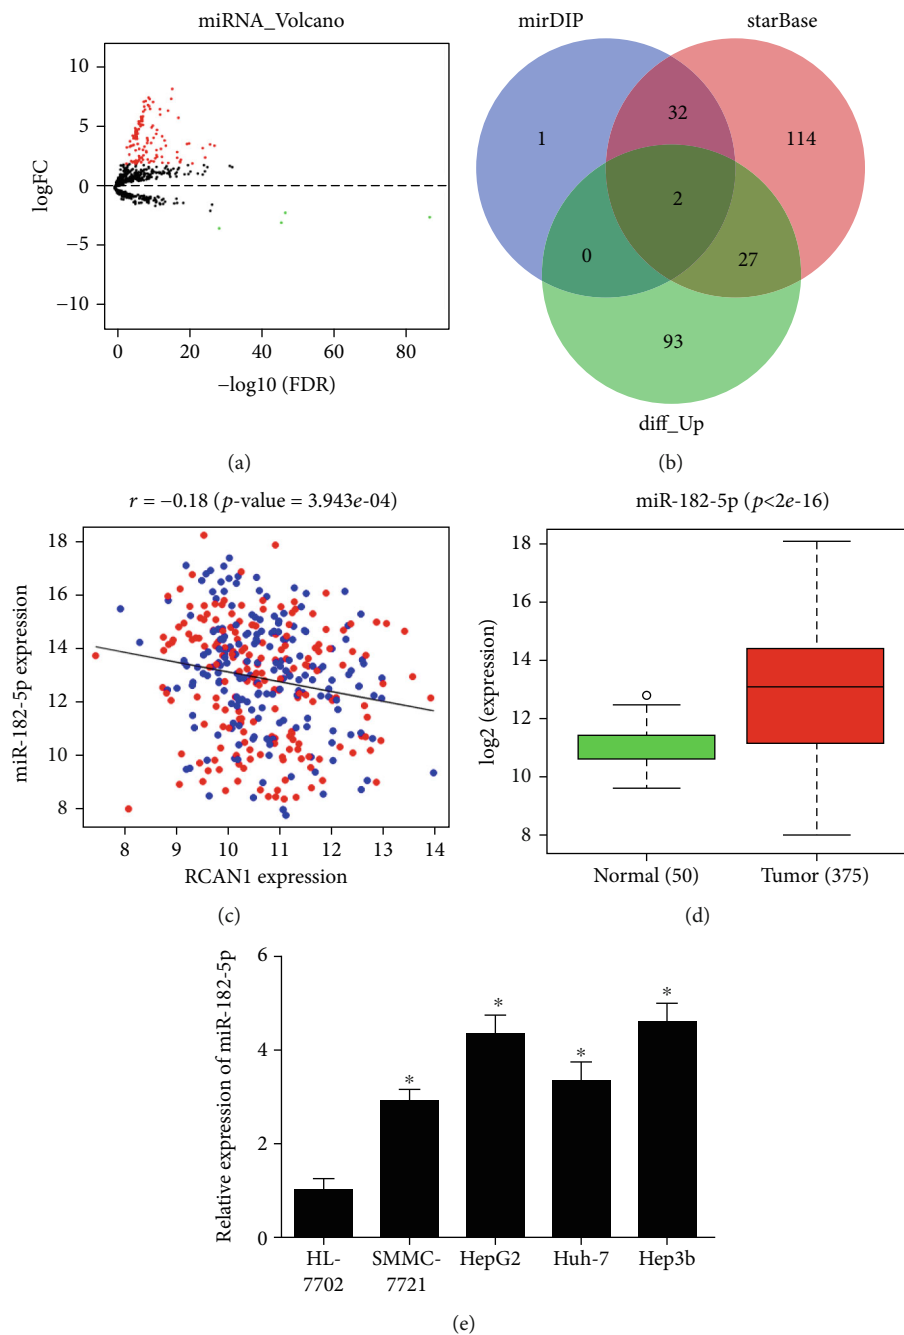 miRNA_Volcano
10
5
0
−5
−10
logFC
0
20
40
60
80
−log10 (FDR)
(a)
mirDIP
starBase
32
1
114
2
0
27
93
diff_Up
(b)
r = −0.18 (p-value = 3.943e-04)
18
16
14
12
10
8
miR-182-5p expression
8
9
10
11
12
13
14
RCAN1 expression
(c)
miR-182-5p (p<2e-16)
18
16
14
12
10
8
log2 (expression)
Normal (50)
Tumor (375)
(d)
6
4
2
0
Relative expression of miR-182-5p
*
*
*
*
HL-
7702
SMMC-
7721
HepG2
Huh-7
Hep3b
(e)